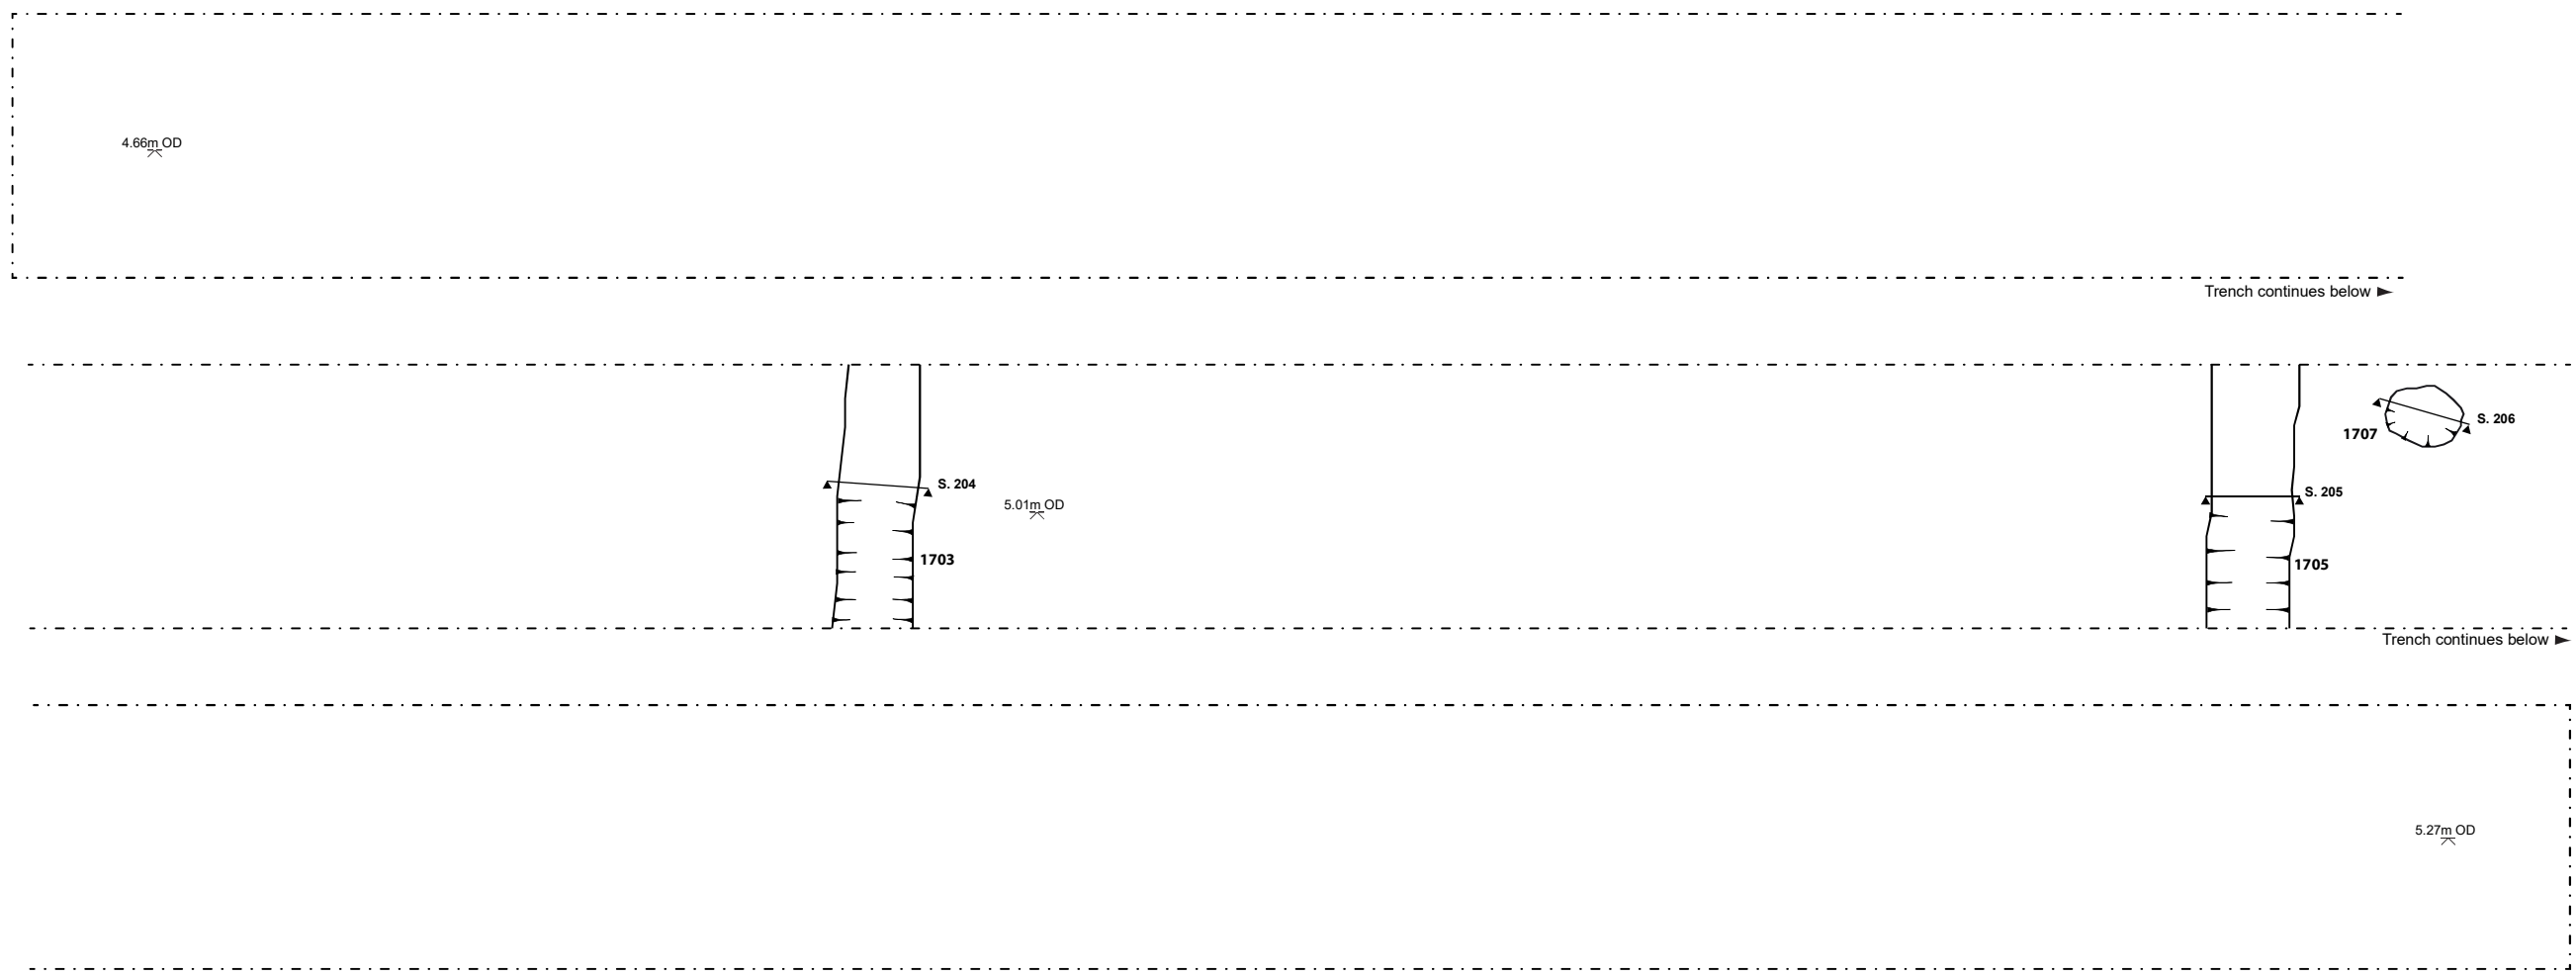 4.66m OD
Trench continues below ►
S. 206
1707
S. 204
S. 205
5.01m OD
1703
1705
Trench continues below ►
5.27m OD